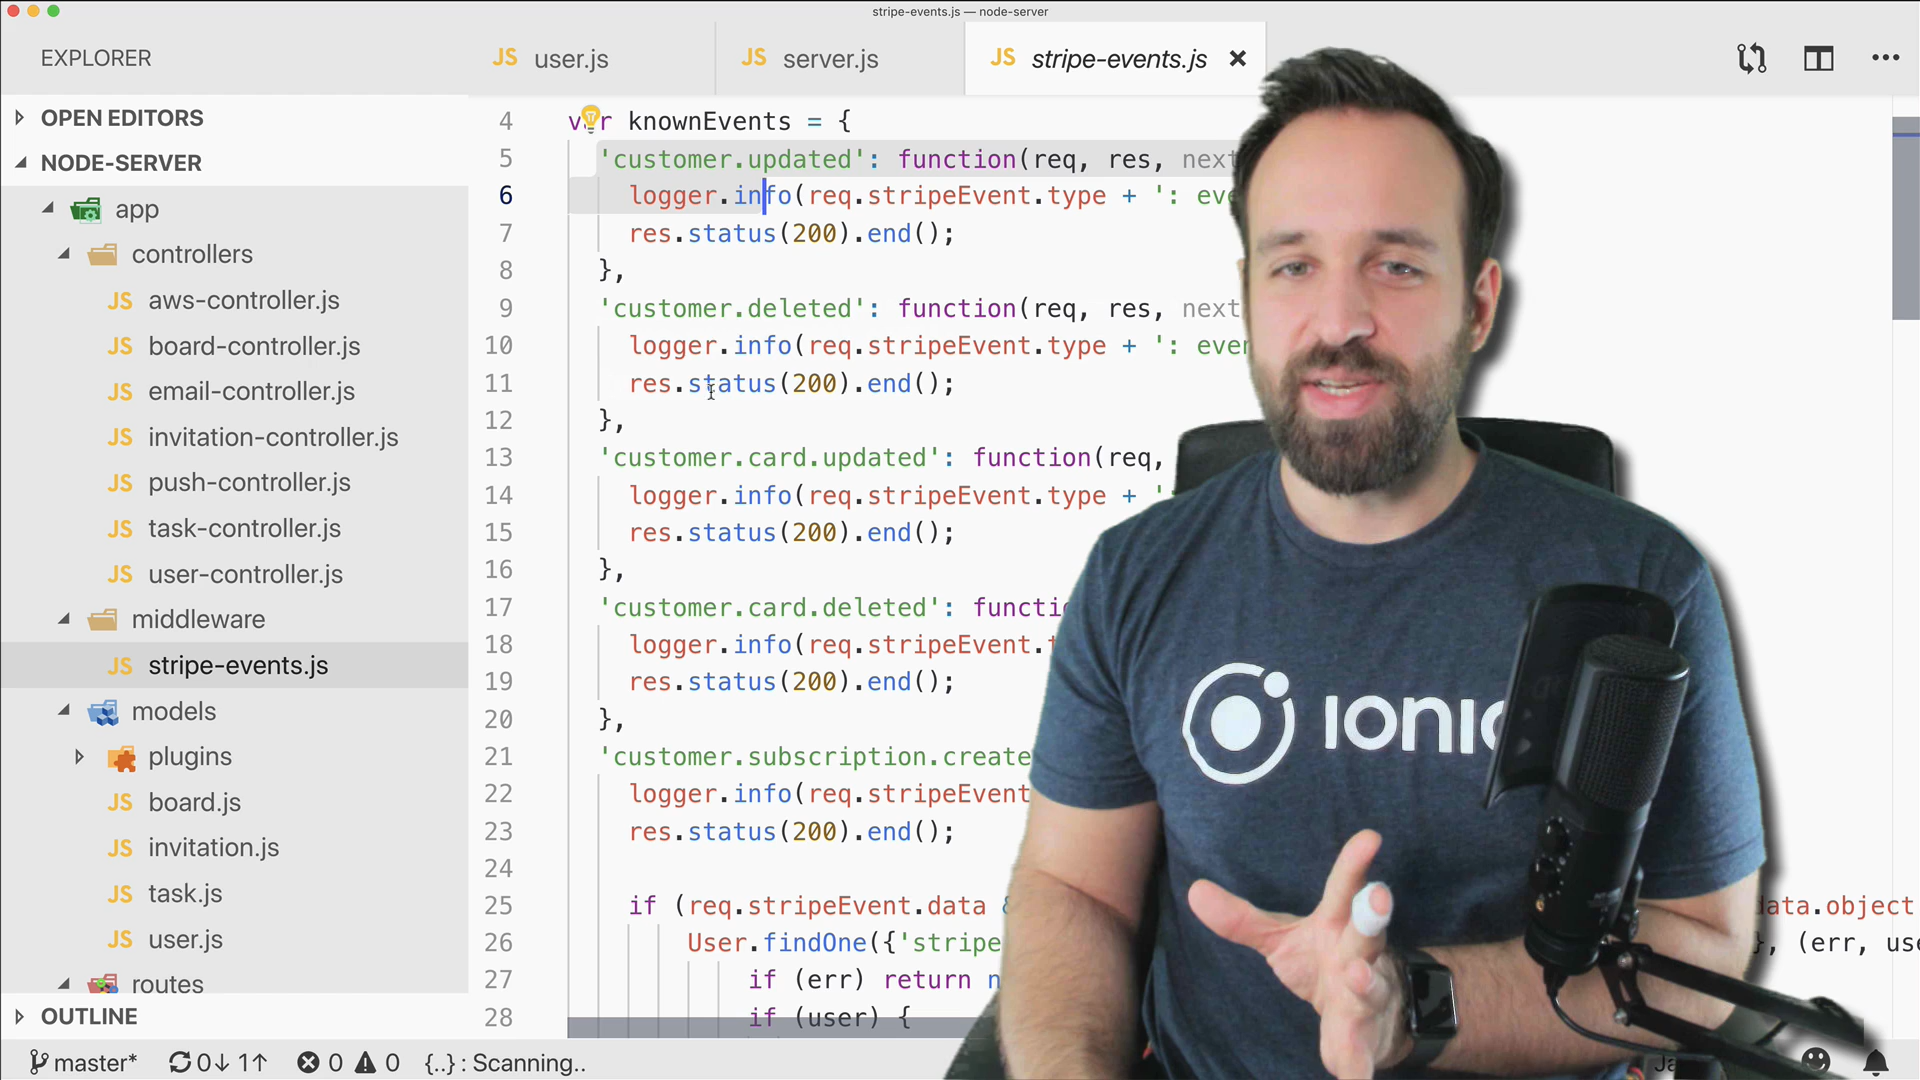 stripe-events.js — node-server
EXPLORER
JS user.js
JS server.js
JS stripe-events.js
OPEN EDITORS
NODE-SERVER
app
controllers
JS aws-controller.js
JS board-controller.js
JS email-controller.js
JS invitation-controller.js
JS push-controller.js
JS task-controller.js
JS user-controller.js
middleware
JS stripe-events.js
models
plugins
JS board.js
JS invitation.js
JS task.js
JS user.js
routes
OUTLINE
4 var knownEvents = {
5 'customer.updated': function(req, res, next
6 logger.info(req.stripeEvent.type + ': eve
7 res.status(200).end();
8 },
9 'customer.deleted': function(req, res, next
10 logger.info(req.stripeEvent.type + ': ever
11 res.status(200).end();
12 },
13 'customer.card.updated': function(req,
14 logger.info(req.stripeEvent.type + '
15 res.status(200).end();
16 },
17 'customer.card.deleted': functi
18 logger.info(req.stripeEvent.t
19 res.status(200).end();
20 },
21 'customer.subscription.create
22 logger.info(req.stripeEvent
23 res.status(200).end();
24
25 if (req.stripeEvent.data & data.object
26 User.findOne({'stripe }, (err, use
27 if (err) return n
28 if (user) {
IONIC
master* 0↓ 1↑ 0 0 {..} : Scanning..